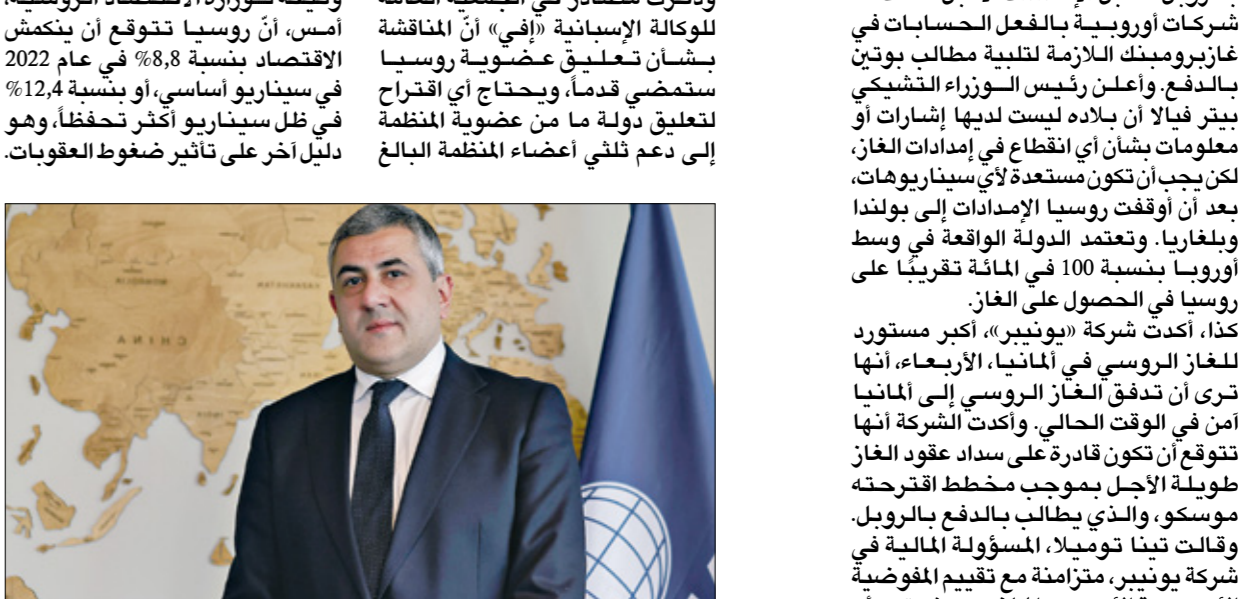 شركات أوروبية بالفعل الحسابات في
غازبرومبنك اللازمة لتلبية مطالب بوتين
بالدفع. وأعلن رئيس الوزراء التشيكي
بيتر فيالا أن بلاده ليست لديها إشارات أو
معلومات بشأن أي انقطاع في إمدادات الغاز،
لكن يجب أن تكون مستعدة لأي سيناريوهات،
بعد أن أوقفت روسيا الإمدادات إلى بولندا
وبلغاريا. وتعتمد الدولة الواقعة في وسط
أوروبا بنسبة 100 في المائة تقريبًا على
روسيا في الحصول على الغاز.
كذا، أكدت شركة «يونيبر»، أكبر مستورد
للغاز الروسي في ألمانيا، الأربعاء، أنها
ترى أن تدفق الغاز الروسي إلى ألمانيا
آمن في الوقت الحالي. وأكدت الشركة أنها
تتوقع أن تكون قادرة على سداد عقود الغاز
طويلة الأجل بموجب مخطط اقترحته
موسكو، والذي يطالب بالدفع بالروبل.
وقالت تينا توميلا، المسؤولة المالية في
شركة يونيبر، متزامنة مع تقييم المفوضية
وذكرت مصادر في الجمعية العامة
للوكالة الإسبانية «إفي» أنّ المناقشة
بشأن تعليق عضوية روسيا
ستمضي قدماً، ويحتاج أي اقتراح
لتعليق دولة ما من عضوية المنظمة
إلى دعم ثلثي أعضاء المنظمة البالغ
أمس، أنّ روسيا تتوقع أن ينكمش
الاقتصاد بنسبة 8,8% في عام 2022
في سيناريو أساسي، أو بنسبة 12,4%
في ظل سيناريو أكثر تحفظاً، وهو
دليل آخر على تأثير ضغوط العقوبات.
MONGOLIA
KAZAKHSTAN
CHINA
INDIA